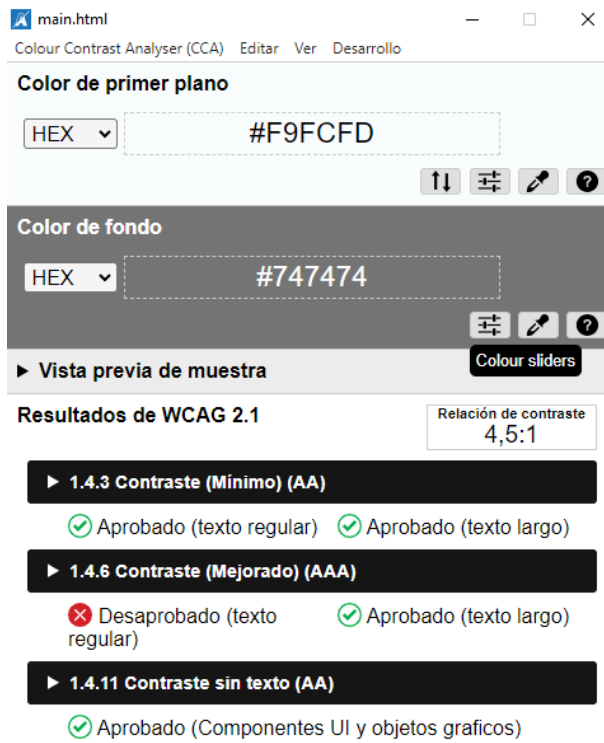 main.html
Colour Contrast Analyser (CCA) Editar Ver Desarrollo
Color de primer plano
HEX #F9FCFD
Color de fondo
HEX #747474
Colour sliders
Vista previa de muestra
Resultados de WCAG 2.1
Relación de contraste
4,5:1
1.4.3 Contraste (Mínimo) (AA)
Aprobado (texto regular) Aprobado (texto largo)
1.4.6 Contraste (Mejorado) (AAA)
Desaprobado (texto Aprobado (texto largo)
regular)
1.4.11 Contraste sin texto (AA)
Aprobado (Componentes UI y objetos graficos)